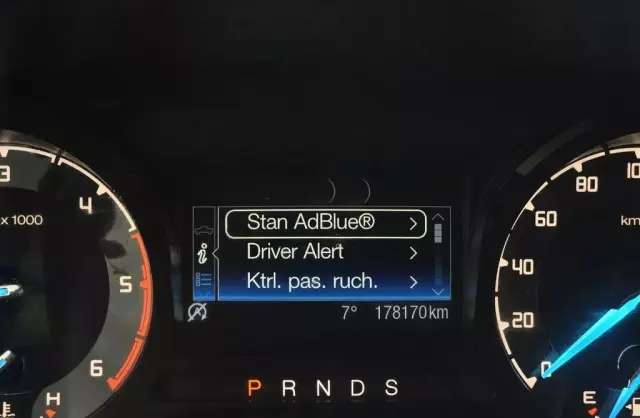 Stan AdBlue®
Driver Alert
Ktrl. pas. ruch.
7° 178170km
P R N D S
3
4
5
6
x 1000
H
0
20
40
60
80
km
E